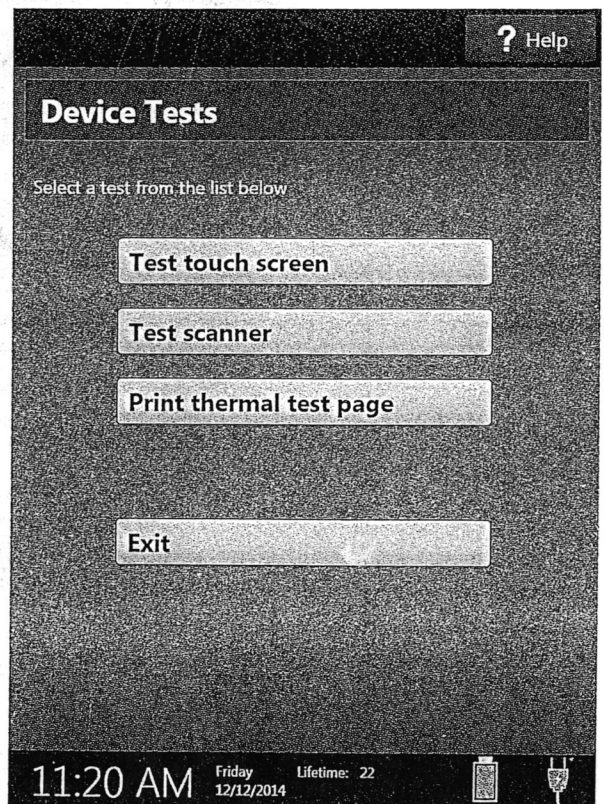 ? Help
Device Tests
Select a test from the list below
Test touch screen
Test scanner
Print thermal test page
Exit
11:20 AM Friday Lifetime: 22
12/12/2014